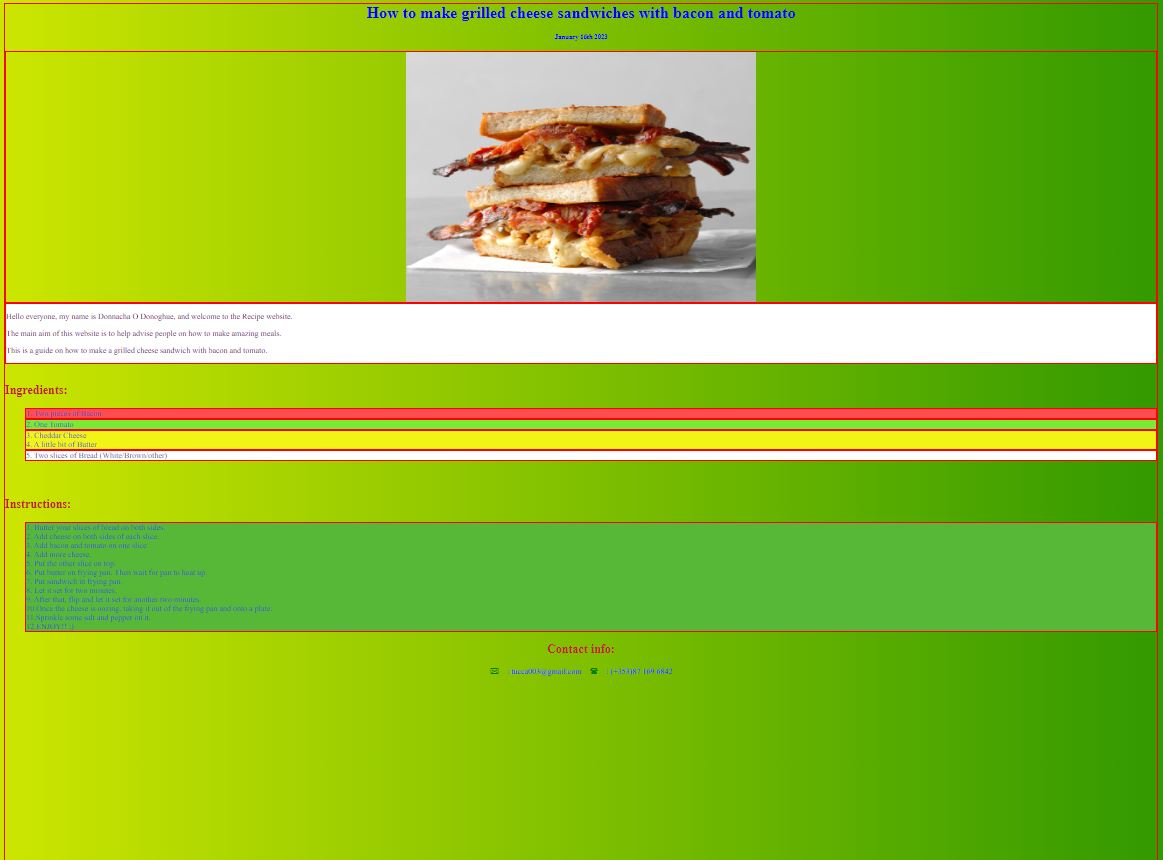 How to make grilled cheese sandwiches with bacon and tomato
January 16th 2023
Hello everyone, my name is Donnacha O Donoghue, and welcome to the Recipe website.
The main aim of this website is to help advise people on how to make amazing meals.
This is a guide on how to make a grilled cheese sandwich with bacon and tomato.
Ingredients:
1. Two pieces of Bacon
2. One Tomato
3. Cheddar Cheese
4. A little bit of Butter
5. Two slices of Bread (White/Brown/other)
Instructions:
1. Butter your slices of bread on both sides.
2. Add cheese on both sides of each slice.
3. Add bacon and tomato on one slice
4. Add more cheese.
5. Put the other slice on top.
6. Put butter on frying pan. Then wait for pan to heat up.
7. Put sandwich in frying pan.
8. Let it set for two minutes.
9. After that, flip and let it set for another two minutes.
10.Once the cheese is oozing, taking it out of the frying pan and onto a plate.
11.Sprinkle some salt and pepper on it.
12.ENJOY!! :)
Contact info:
: tucca003@gmail.com : (+353)87 169 6842